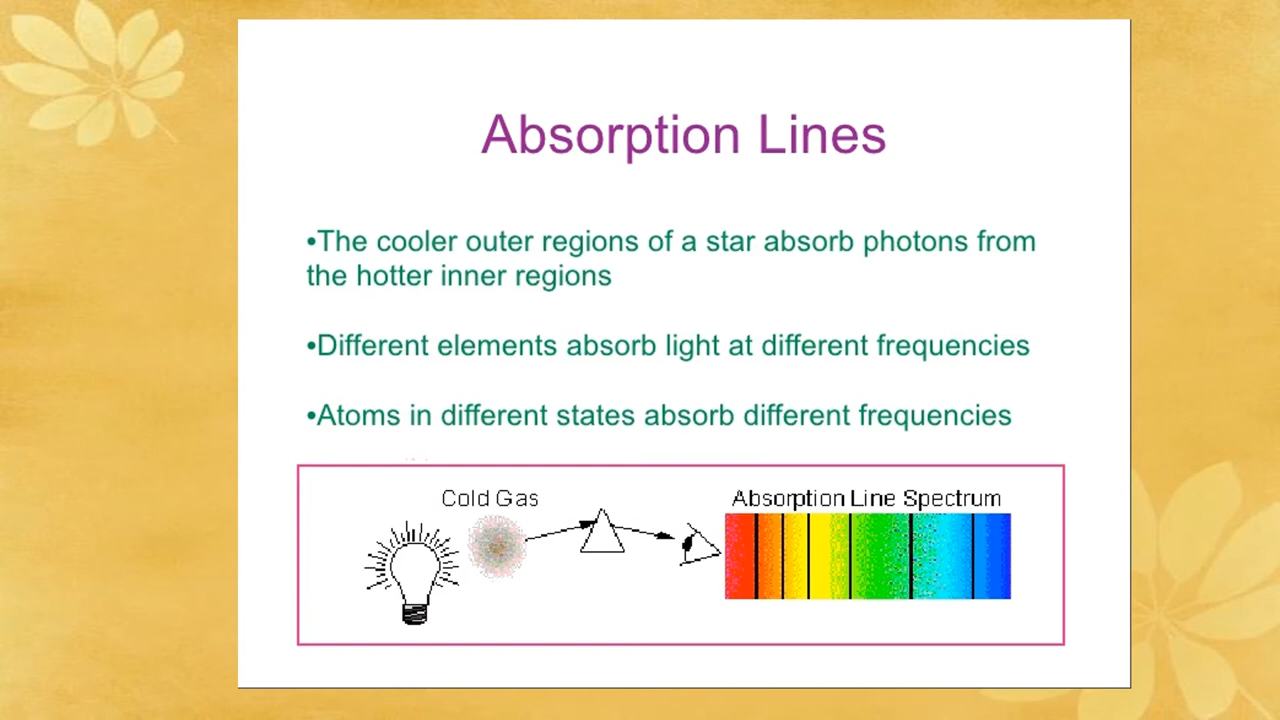 Absorption Lines
•The cooler outer regions of a star absorb photons from
the hotter inner regions
•Different elements absorb light at different frequencies
•Atoms in different states absorb different frequencies
Cold Gas
Absorption Line Spectrum